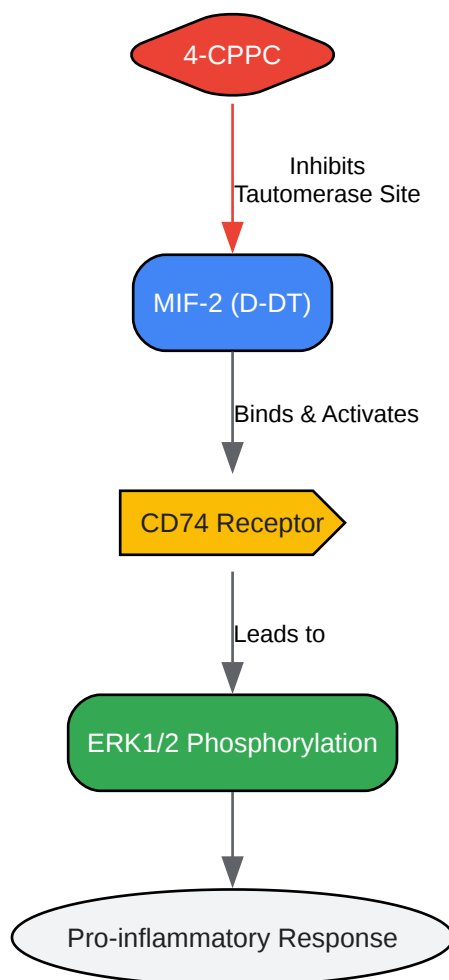 4-CPPC
Inhibits
Tautomerase Site
MIF-2 (D-DT)
Binds & Activates
CD74 Receptor
Leads to
ERK1/2 Phosphorylation
Pro-inflammatory Response